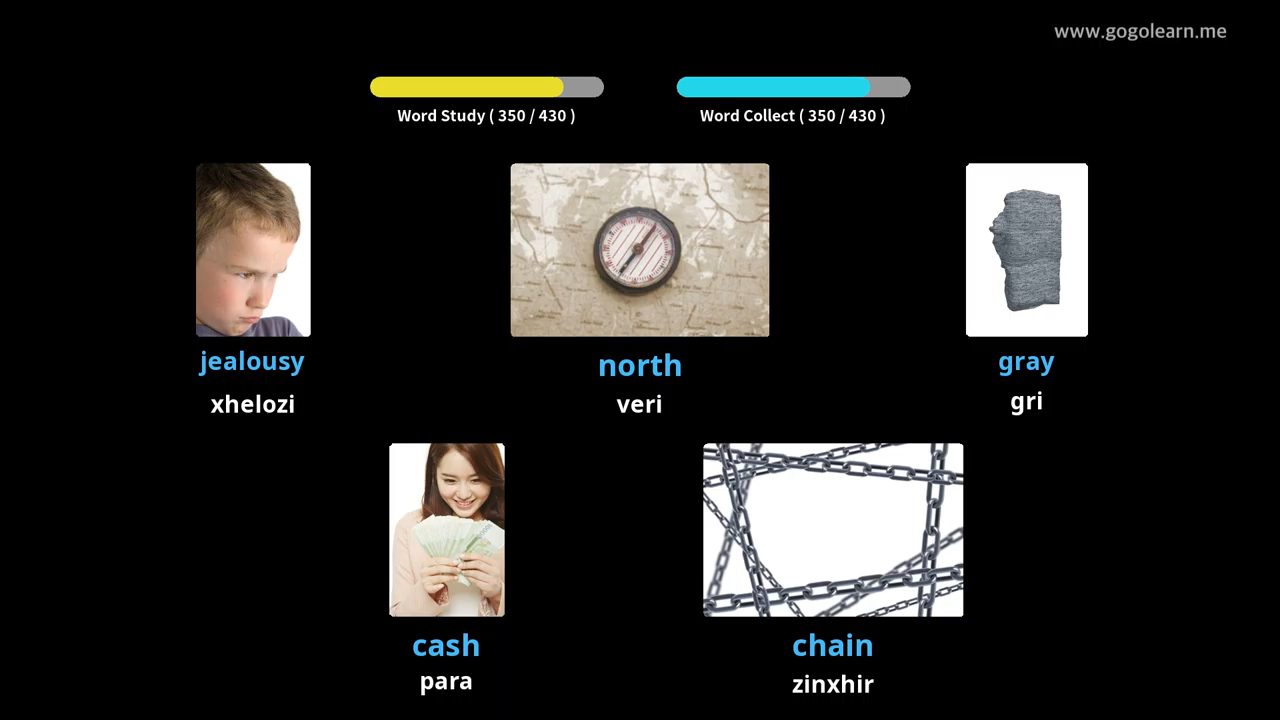 www.gogolearn.me
Word Study ( 350 / 430 )
Word Collect ( 350 / 430 )
jealousy
north
gray
xhelozi
veri
gri
cash
chain
para
zinxhir